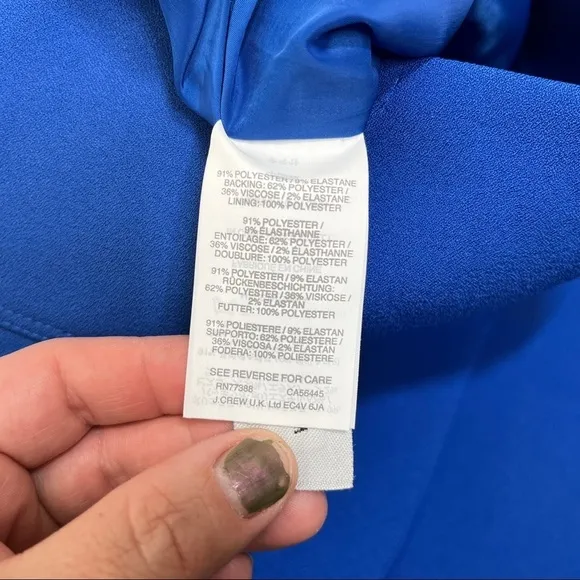 91% POLYESTER / 9% ELASTANE
BACKING: 62% POLYESTER /
36% VISCOSE / 2% ELASTANE
LINING: 100% POLYESTER
91% POLYESTER /
9% ÉLASTHANNE
ENTOILAGE: 62% POLYESTER /
36% VISCOSE / 2% ÉLASTHANNE
DOUBLURE: 100% POLYESTER
91% POLYESTER / 9% ELASTAN
RÜCKENBESCHICHTUNG:
62% POLYESTER / 36% VISKOSE /
2% ELASTAN
FUTTER: 100% POLYESTER
91% POLIESTERE / 9% ELASTAN
SUPPORTO: 62% POLIESTERE /
36% VISCOSA / 2% ELASTAN
FODERA: 100% POLIESTERE
SEE REVERSE FOR CARE
RN77388 CA56445
J.CREW U.K. Ltd EC4V 6JA